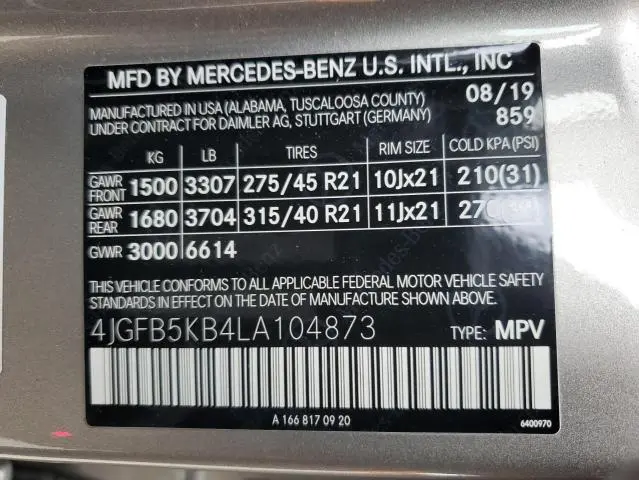 MFD BY MERCEDES-BENZ U.S. INTL., INC
MANUFACTURED IN USA (ALABAMA, TUSCALOOSA COUNTY) 08/19
UNDER CONTRACT FOR DAIMLER AG, STUTTGART (GERMANY) 859
KG LB TIRES RIM SIZE COLD KPA (PSI)
GAWR FRONT 1500 3307 275/45 R21 10Jx21 210(31)
GAWR REAR 1680 3704 315/40 R21 11Jx21
GVWR 3000 6614
THIS VEHICLE CONFORMS TO ALL APPLICABLE FEDERAL MOTOR VEHICLE SAFETY
STANDARDS IN EFFECT ON THE DATE OF MANUFACTURE SHOWN ABOVE.
4JGFB5KB4LA104873 TYPE: MPV
A 166 817 09 20
6400970